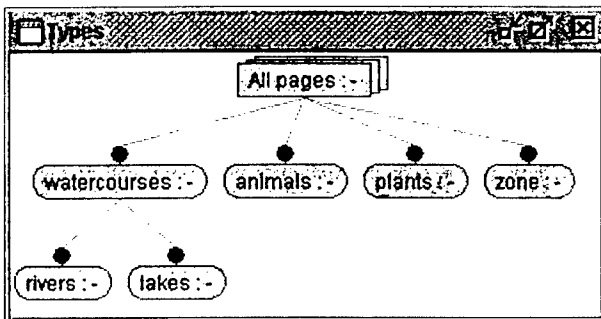 Types
All pages :-
watercourses :- animals :- plants :- zone :-
rivers :- lakes :-